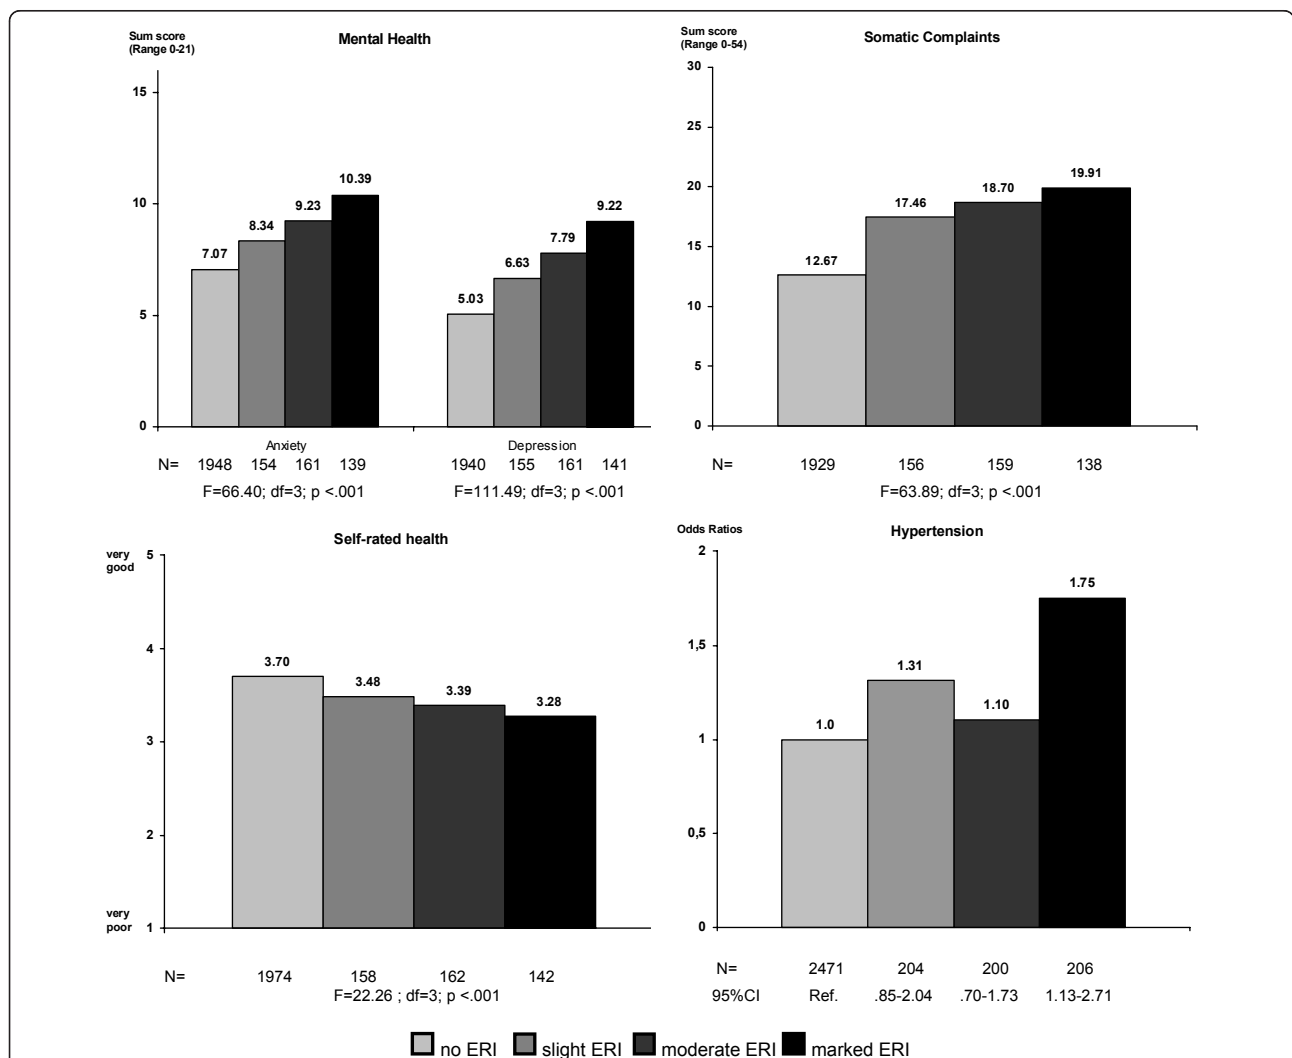 Sum score
(Range 0-21)
Mental Health
15
10
5
0
7.07
8.34
9.23
10.39
5.03
6.63
7.79
9.22
Anxiety
Depression
N= 1948 154 161 139 1940 155 161 141
F=66.40; df=3; p <.001
F=111.49; df=3; p <.001
Sum score
(Range 0-54)
Somatic Complaints
30
25
20
15
10
5
0
12.67
17.46
18.70
19.91
N= 1929 156 159 138
F=63.89; df=3; p <.001
Self-rated health
very
good
5
4
3
2
very
poor
1
3.70
3.48
3.39
3.28
N= 1974 158 162 142
F=22.26 ; df=3; p <.001
Odds Ratios
Hypertension
2
1,5
1
0,5
0
1.0
1.31
1.10
1.75
N= 2471 204 200 206
95%CI Ref. .85-2.04 .70-1.73 1.13-2.71
no ERI slight ERI moderate ERI marked ERI